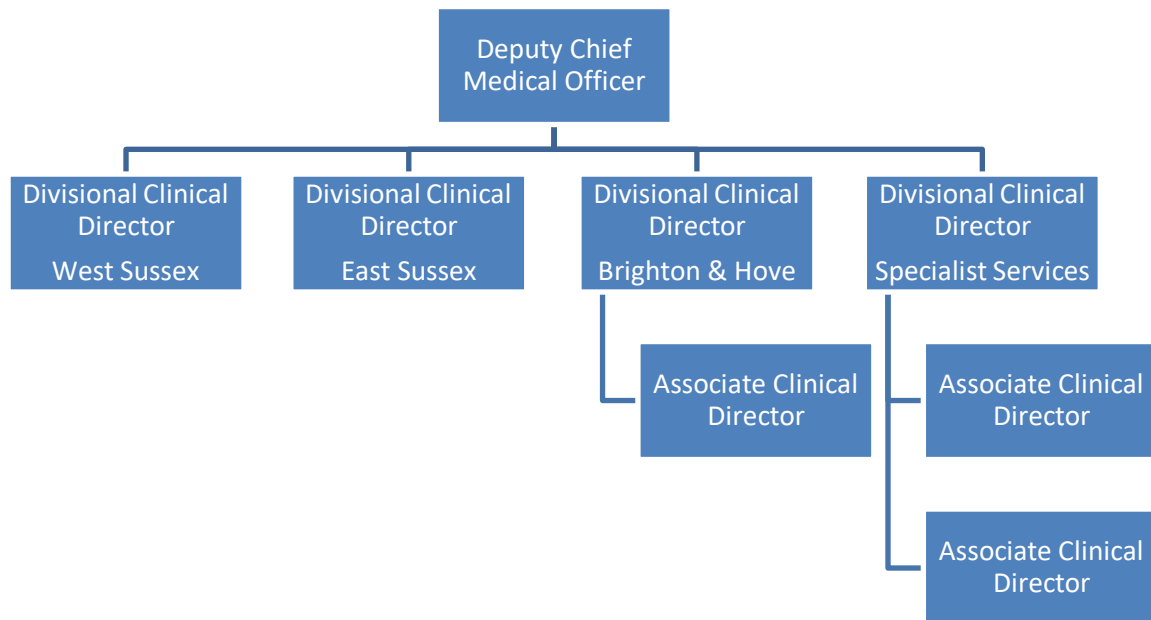 Deputy Chief
Medical Officer
Divisional Clinical
Director
West Sussex
Divisional Clinical
Director
East Sussex
Divisional Clinical
Director
Brighton & Hove
Divisional Clinical
Director
Specialist Services
Associate Clinical
Director
Associate Clinical
Director
Associate Clinical
Director